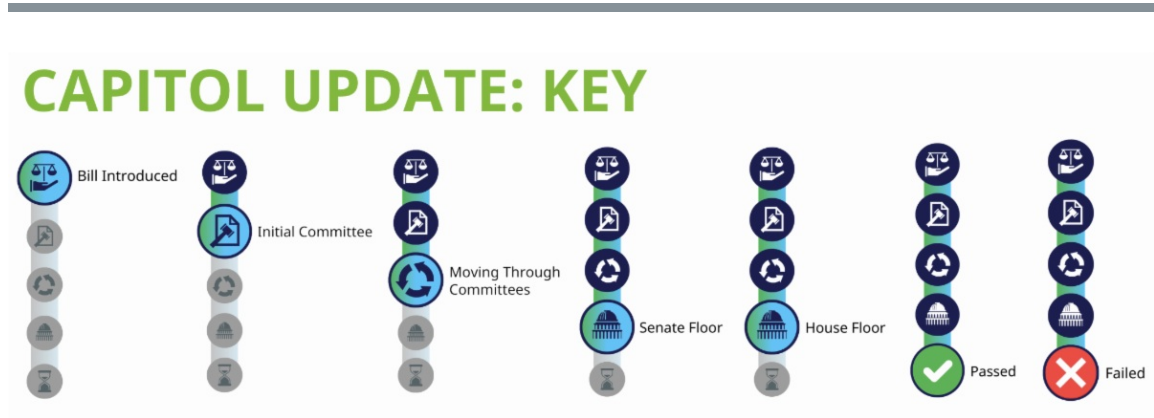 CAPITOL UPDATE: KEY
Bill Introduced
Initial Committee
Moving Through
Committees
Senate Floor
House Floor
Passed
Failed